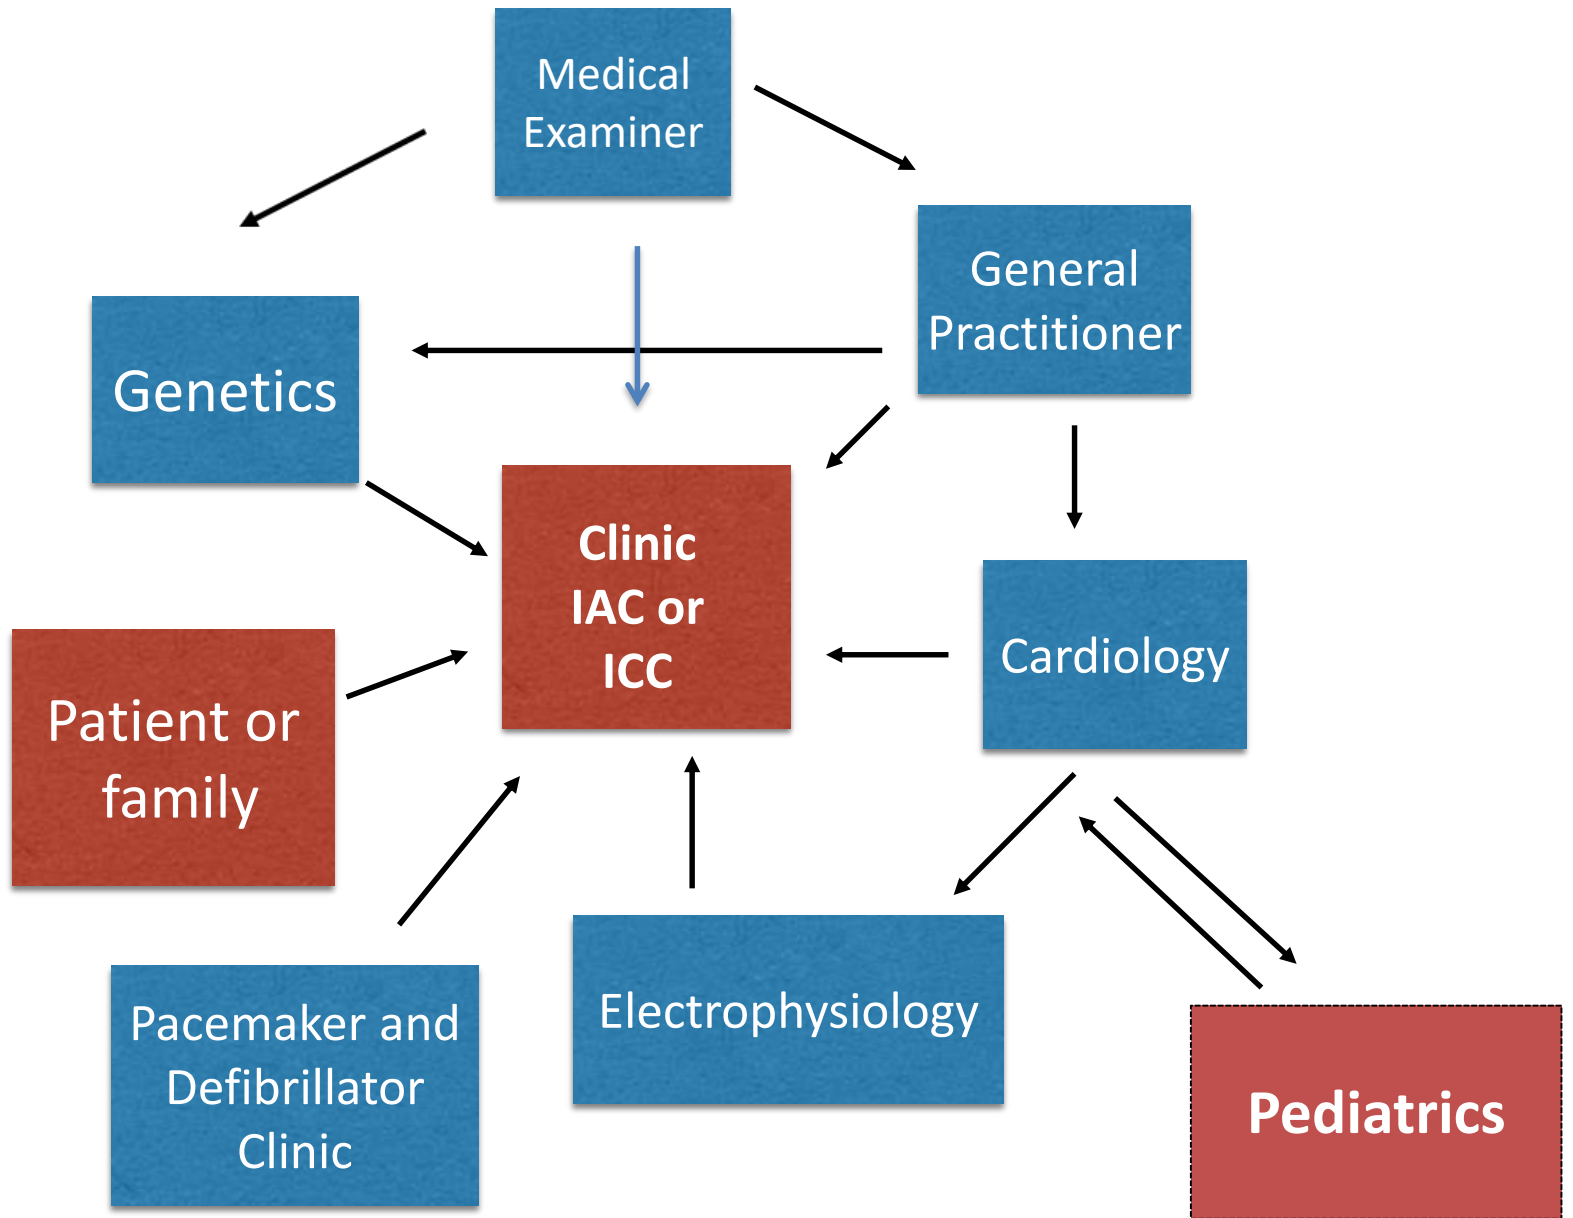 Medical
Examiner
General
Practitioner
Genetics
Clinic
IAC or
ICC
Cardiology
Patient or
family
Pacemaker and
Defibrillator
Clinic
Electrophysiology
Pediatrics